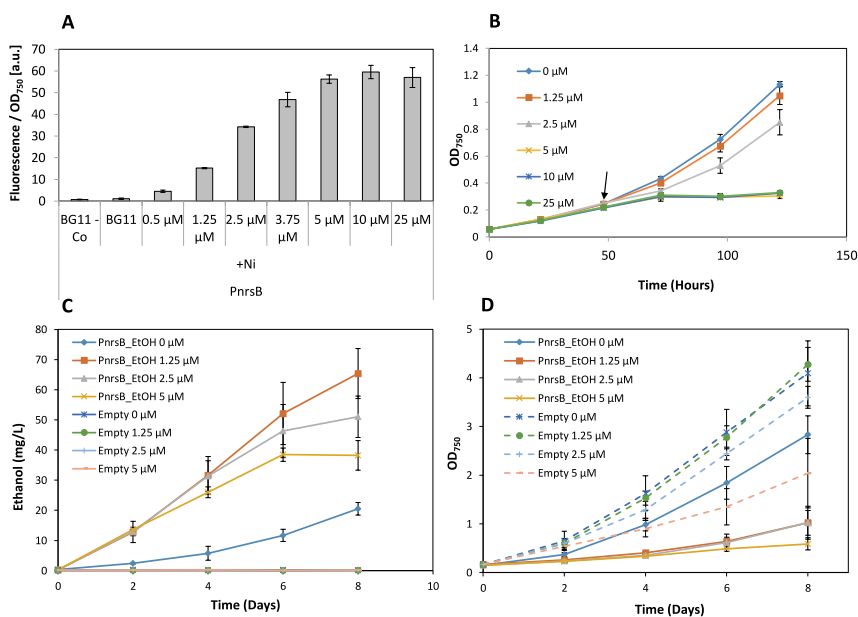 A
Fluorescence / OD750 [a.u.]
70
60
50
40
30
20
10
0
BG11 - Co
BG11
0.5 µM
1.25 µM
2.5 µM
3.75 µM
5 µM
10 µM
25 µM
+Ni
PnrsB
B
OD750
1.4
1.2
1
0.8
0.6
0.4
0.2
0
0 µM
1.25 µM
2.5 µM
5 µM
10 µM
25 µM
0
50
100
150
Time (Hours)
C
Ethanol (mg/L)
80
70
60
50
40
30
20
10
0
PnrsB_EtOH 0 µM
PnrsB_EtOH 1.25 µM
PnrsB_EtOH 2.5 µM
PnrsB_EtOH 5 µM
Empty 0 µM
Empty 1.25 µM
Empty 2.5 µM
Empty 5 µM
0
2
4
6
8
10
Time (Days)
D
OD750
5
4
3
2
1
0
PnrsB_EtOH 0 µM
PnrsB_EtOH 1.25 µM
PnrsB_EtOH 2.5 µM
PnrsB_EtOH 5 µM
Empty 0 µM
Empty 1.25 µM
Empty 2.5 µM
Empty 5 µM
0
2
4
6
8
Time (Days)